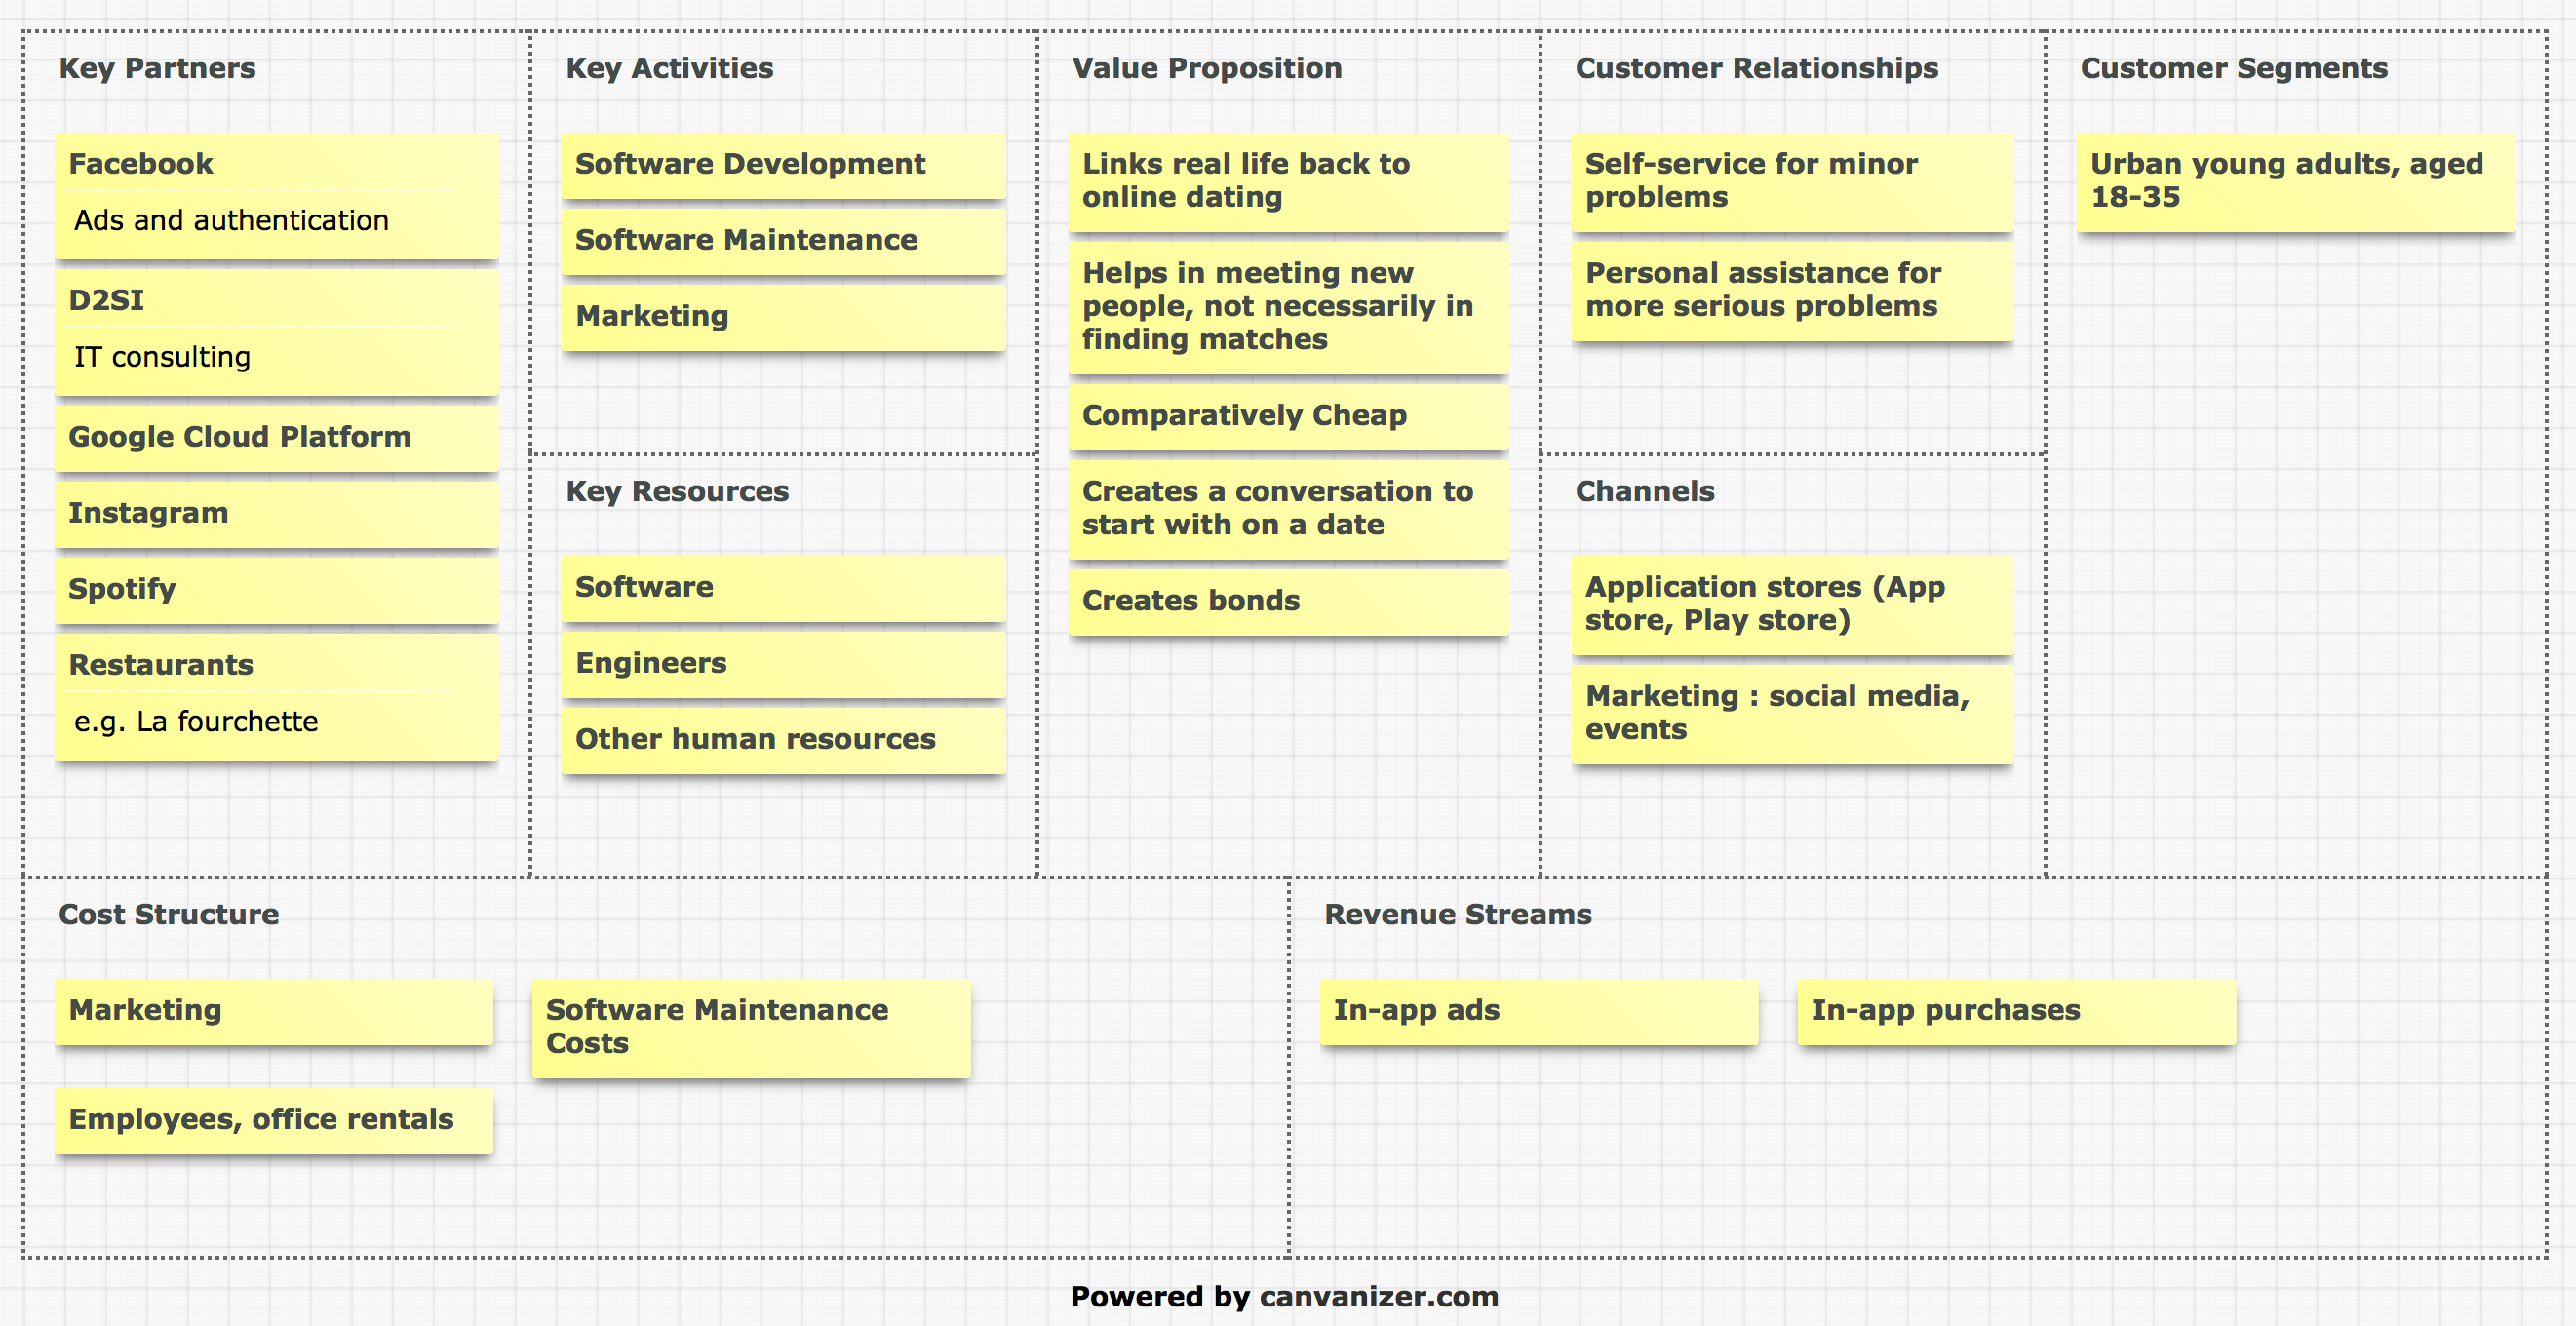 Key Partners
Facebook
Ads and authentication
D2SI
IT consulting
Google Cloud Platform
Instagram
Spotify
Restaurants
e.g. La fourchette
Key Activities
Software Development
Software Maintenance
Marketing
Key Resources
Software
Engineers
Other human resources
Value Proposition
Links real life back to
online dating
Helps in meeting new
people, not necessarily in
finding matches
Comparatively Cheap
Creates a conversation to
start with on a date
Creates bonds
Customer Relationships
Self-service for minor
problems
Personal assistance for
more serious problems
Channels
Application stores (App
store, Play store)
Marketing : social media,
events
Customer Segments
Urban young adults, aged
18-35
Cost Structure
Marketing
Software Maintenance
Costs
Employees, office rentals
Revenue Streams
In-app ads
In-app purchases
Powered by canvanizer.com